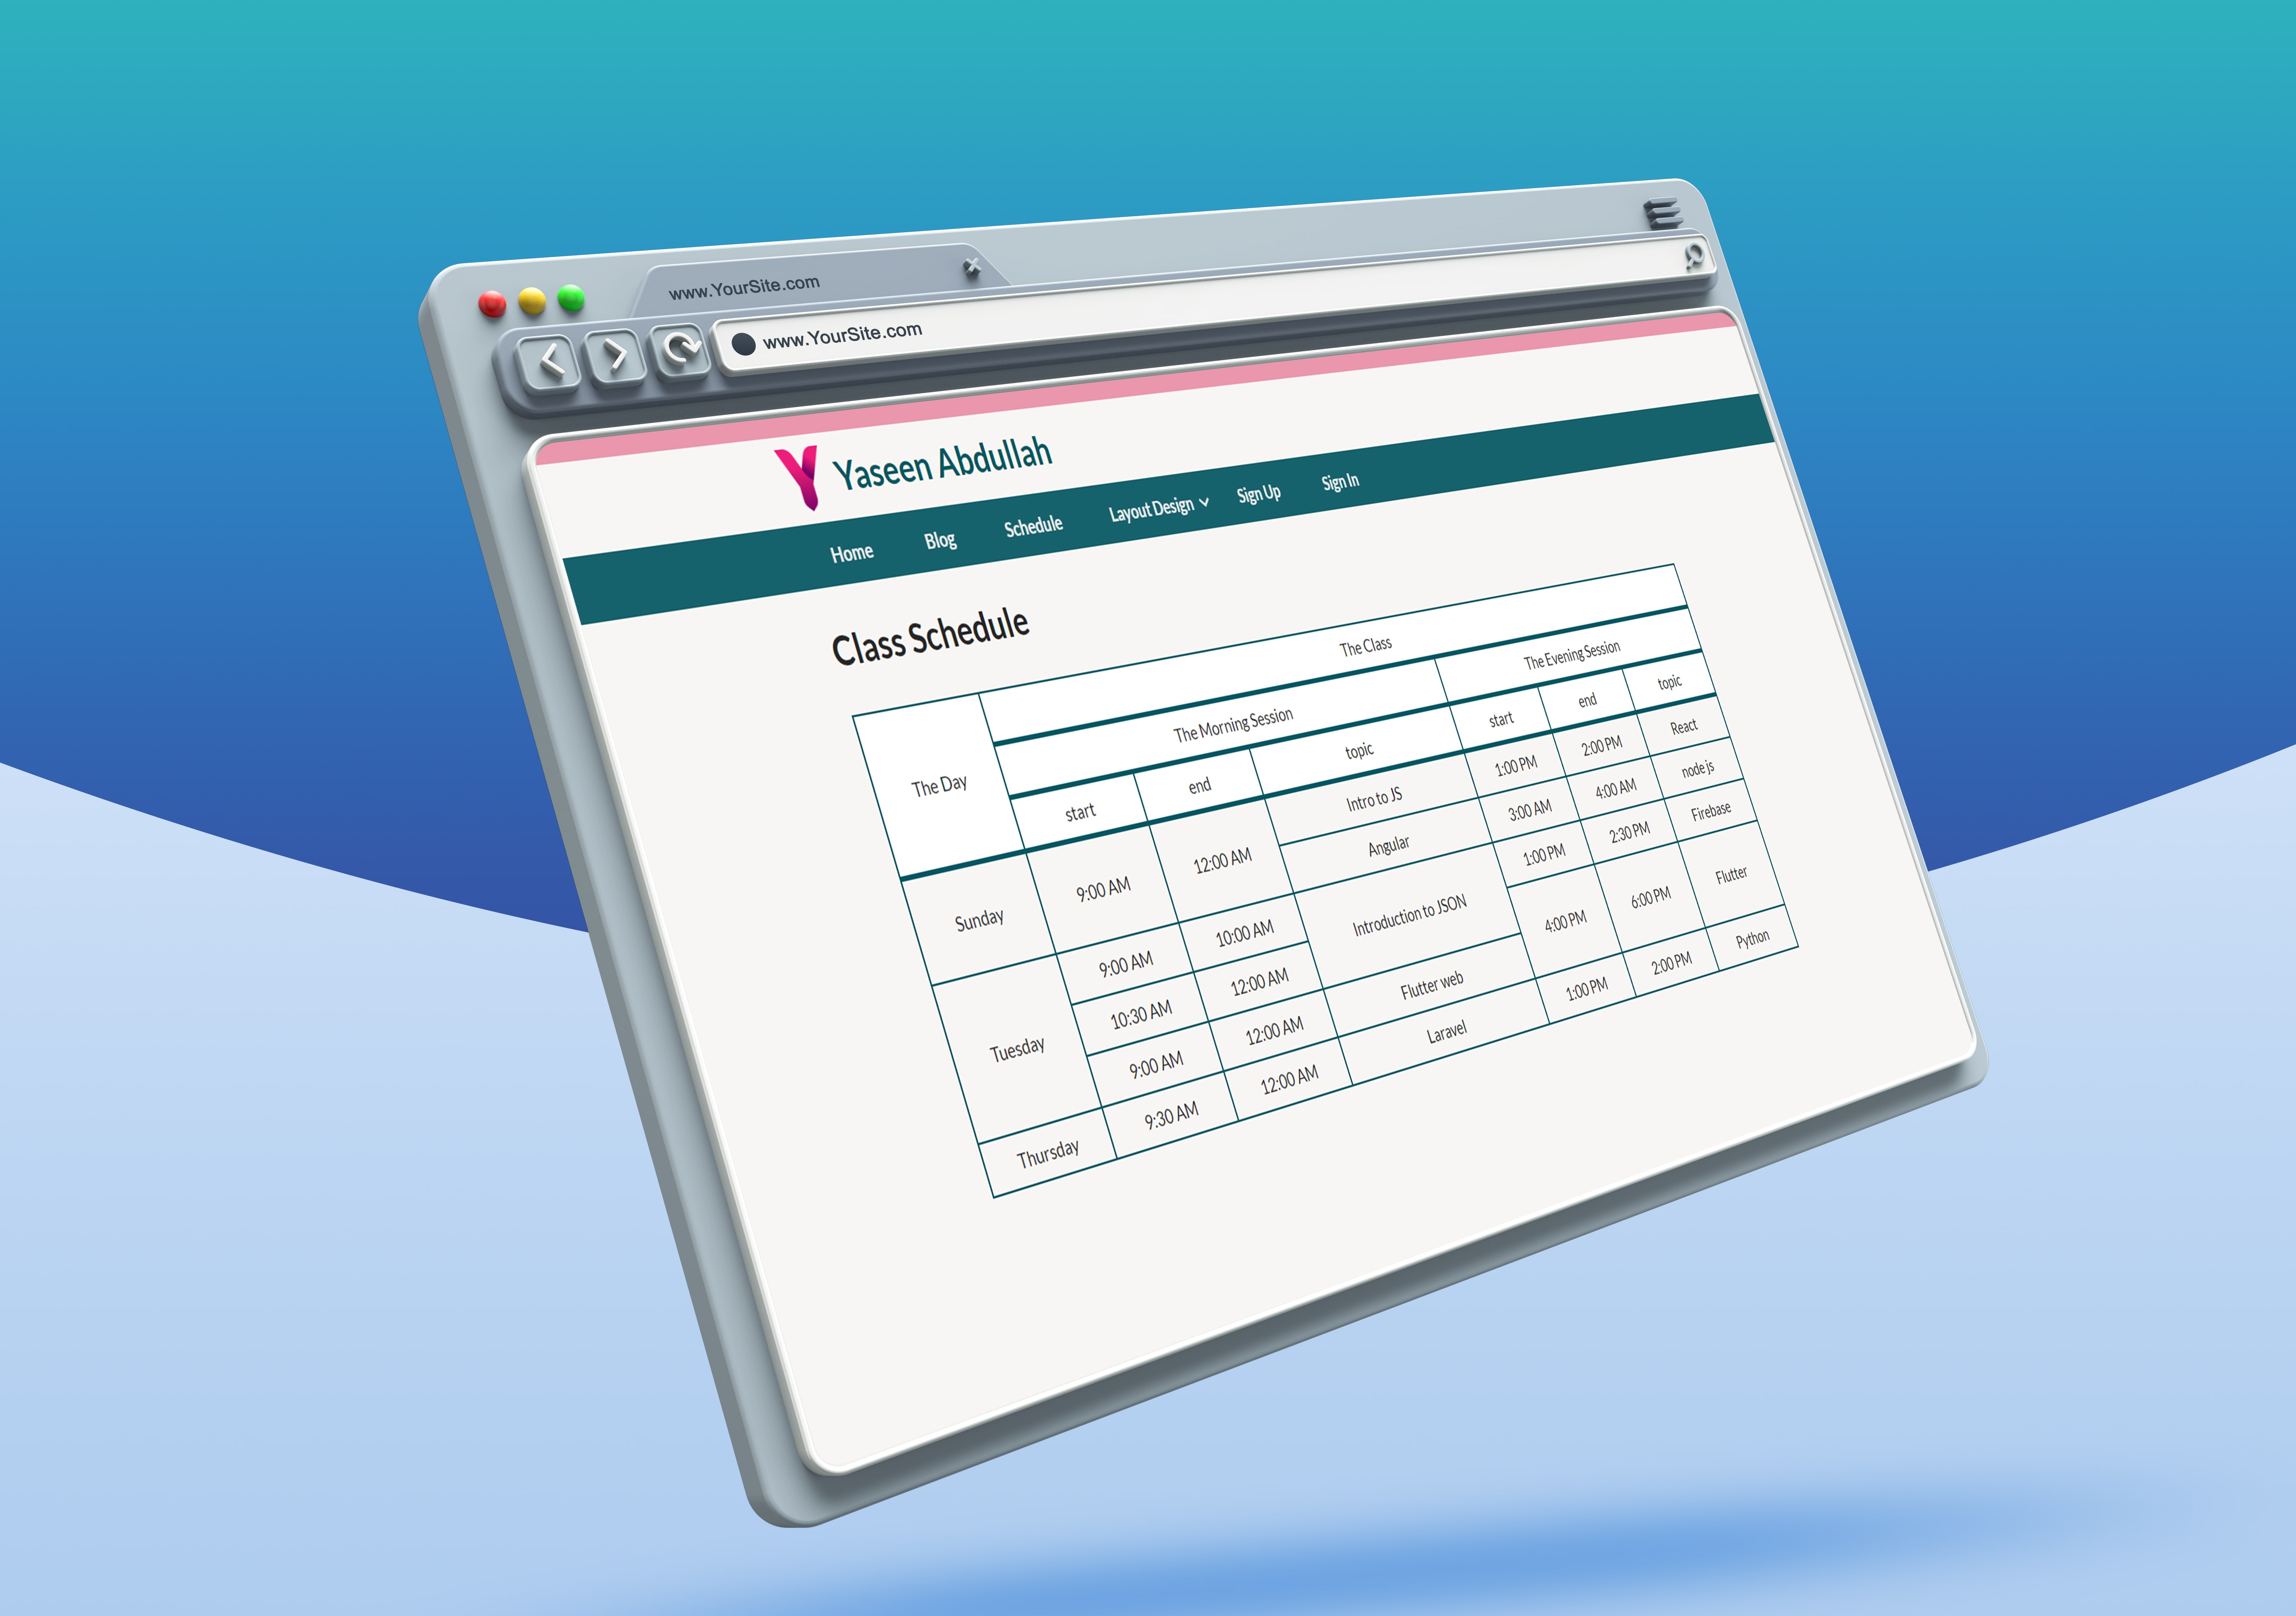 www.YourSite.com
www.YourSite.com
Yaseen Abdullah
Home Blog Schedule Layout Design Sign Up Sign In
Class Schedule
The Day The Class
The Morning Session The Evening Session
start end topic start end topic
Sunday 9:00 AM 12:00 AM Intro to JS 1:00 PM 2:00 PM React
Angular 3:00 AM 4:00 AM node js
Tuesday 9:00 AM 10:00 AM Introduction to JSON 1:00 PM 2:30 PM Firebase
10:30 AM 12:00 AM 4:00 PM 6:00 PM Flutter
9:00 AM 12:00 AM Flutter web
Thursday 9:30 AM 12:00 AM Laravel 1:00 PM 2:00 PM Python